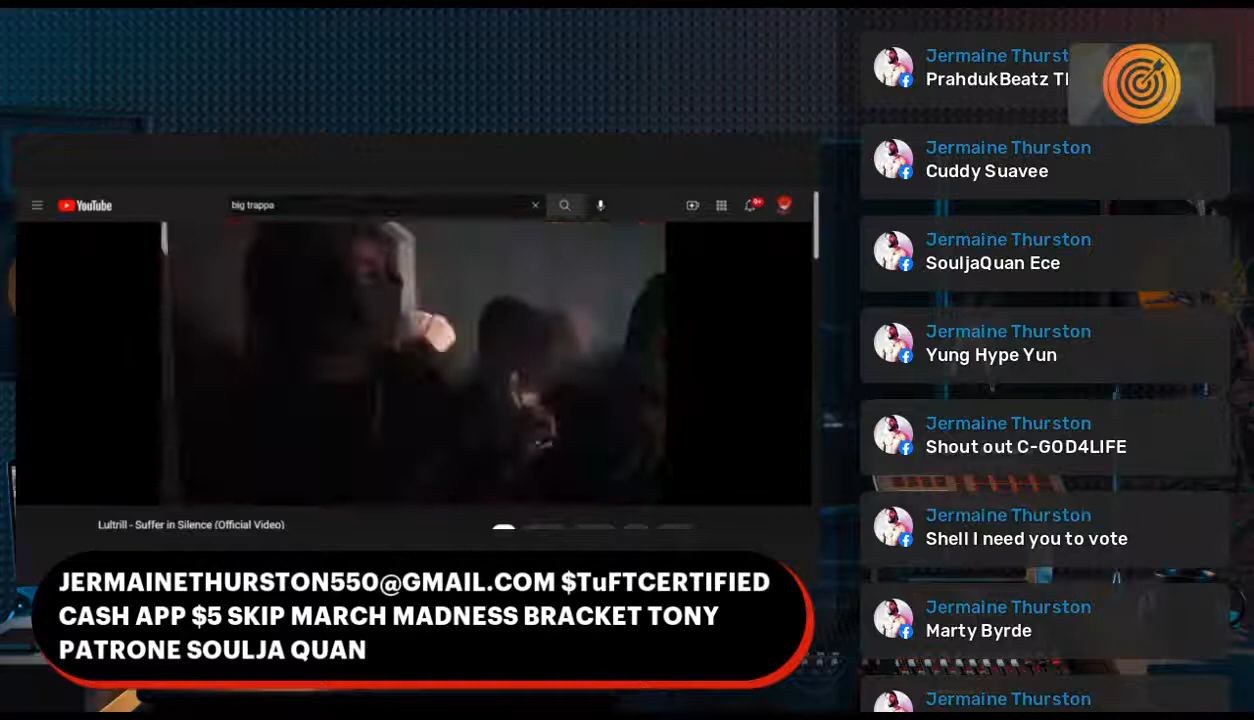 YouTube
big trappa
9+
Lultrill - Suffer in Silence (Official Video)
JERMAINETHURSTON550@GMAIL.COM $TuFTCERTIFIED
CASH APP $5 SKIP MARCH MADNESS BRACKET TONY
PATRONE SOULJA QUAN
Jermaine Thurst
PrahdukBeatz
Jermaine Thurston
Cuddy Suavee
Jermaine Thurston
SouljaQuan Ece
Jermaine Thurston
Yung Hype Yun
Jermaine Thurston
Shout out C-GOD4LIFE
Jermaine Thurston
Shell I need you to vote
Jermaine Thurston
Marty Byrde
Jermaine Thurston